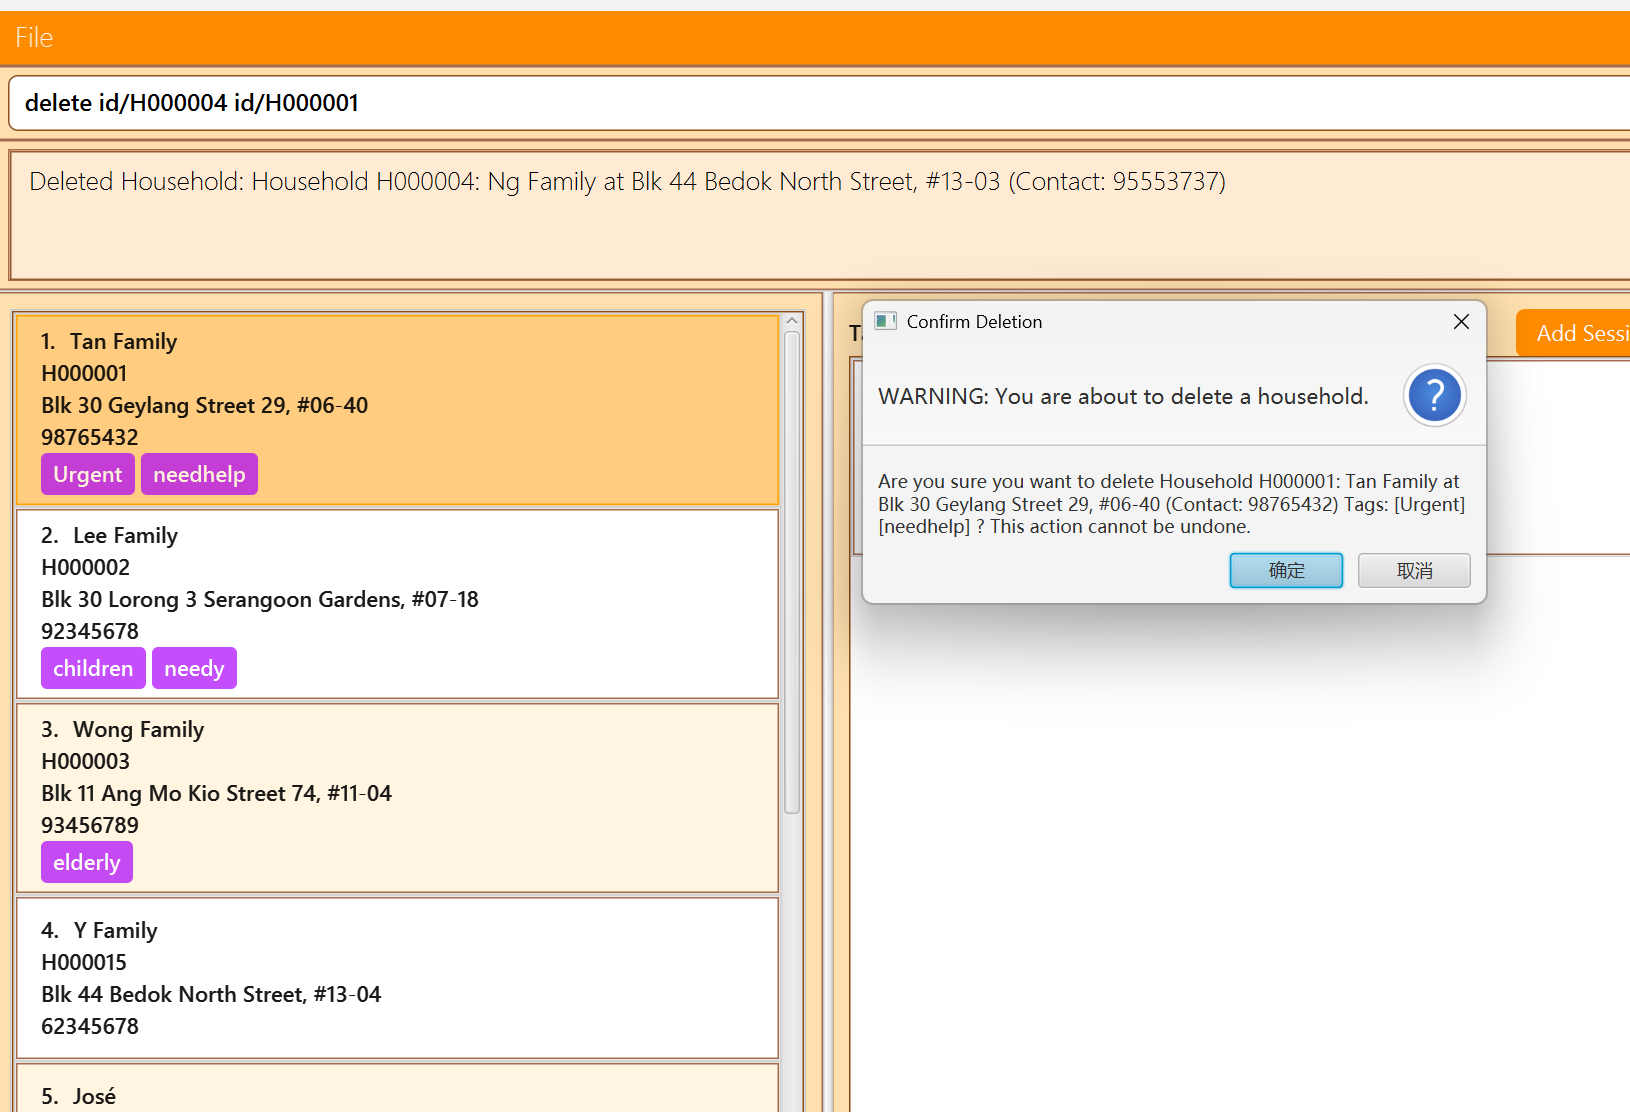 File
delete id/H000004 id/H000001
Deleted Household: Household H000004: Ng Family at Blk 44 Bedok North Street, #13-03 (Contact: 95553737)
1. Tan Family
H000001
Blk 30 Geylang Street 29, #06-40
98765432
Urgent needhelp
2. Lee Family
H000002
Blk 30 Lorong 3 Serangoon Gardens, #07-18
92345678
children needy
3. Wong Family
H000003
Blk 11 Ang Mo Kio Street 74, #11-04
93456789
elderly
4. Y Family
H000015
Blk 44 Bedok North Street, #13-04
62345678
5. José
Add Sessi
Confirm Deletion
WARNING: You are about to delete a household.
Are you sure you want to delete Household H000001: Tan Family at
Blk 30 Geylang Street 29, #06-40 (Contact: 98765432) Tags: [Urgent]
[needhelp] ? This action cannot be undone.
确定 取消